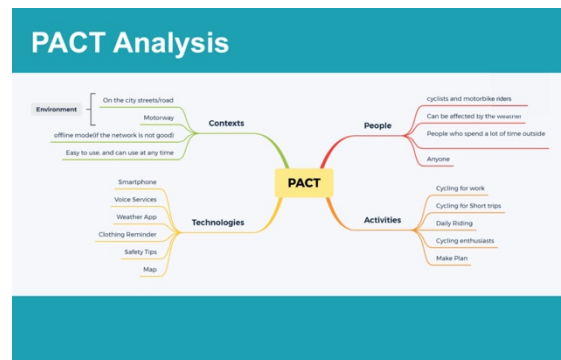 PACT Analysis
Environment
On the city streets/road
Motorway
offline mode(if the network is not good)
Easy to use, and can use at any time
Contexts
Smartphone
Voice Services
Weather App
Clothing Reminder
Safety Tips
Map
Technologies
PACT
People
cyclists and motorbike riders
Can be affected by the weather
People who spend a lot of time outside
Anyone
Activities
Cycling for work
Cycling for Short trips
Daily Riding
Cycling enthusiasts
Make Plan